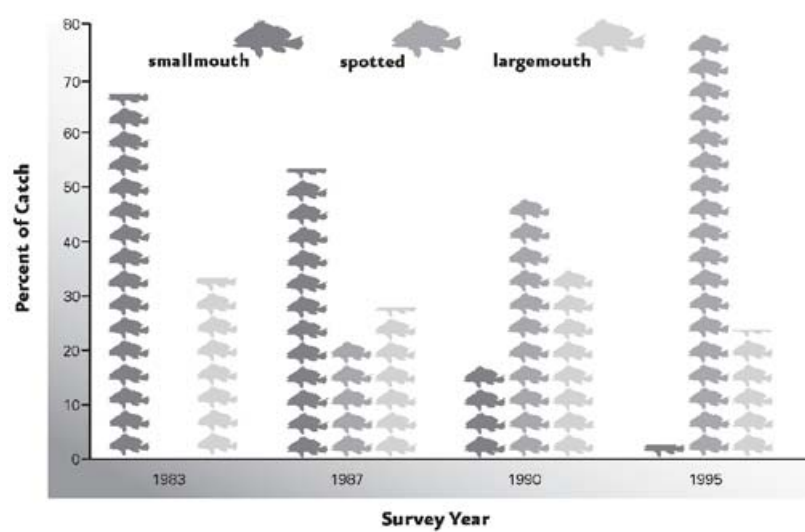 80
70
60
50
40
30
20
10
0
Percent of Catch
smallmouth
spotted
largemouth
1983
1987
1990
1995
Survey Year